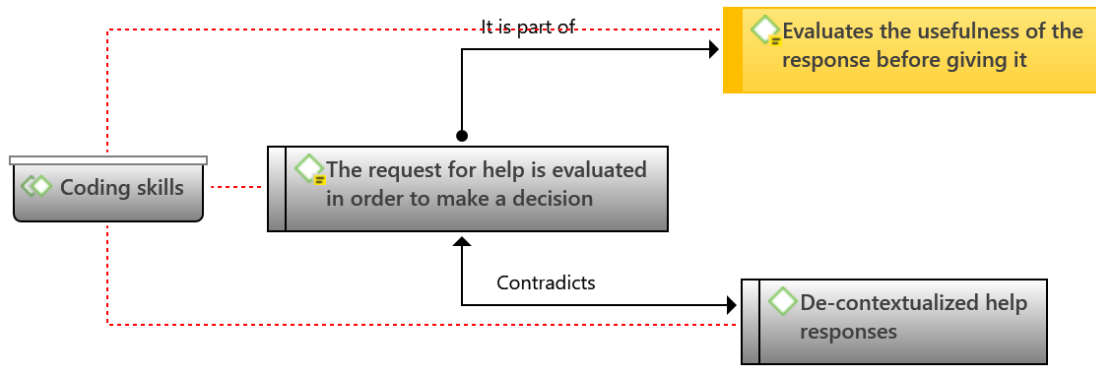 It is part of
Evaluates the usefulness of the
response before giving it
Coding skills
The request for help is evaluated
in order to make a decision
Contradicts
De-contextualized help
responses